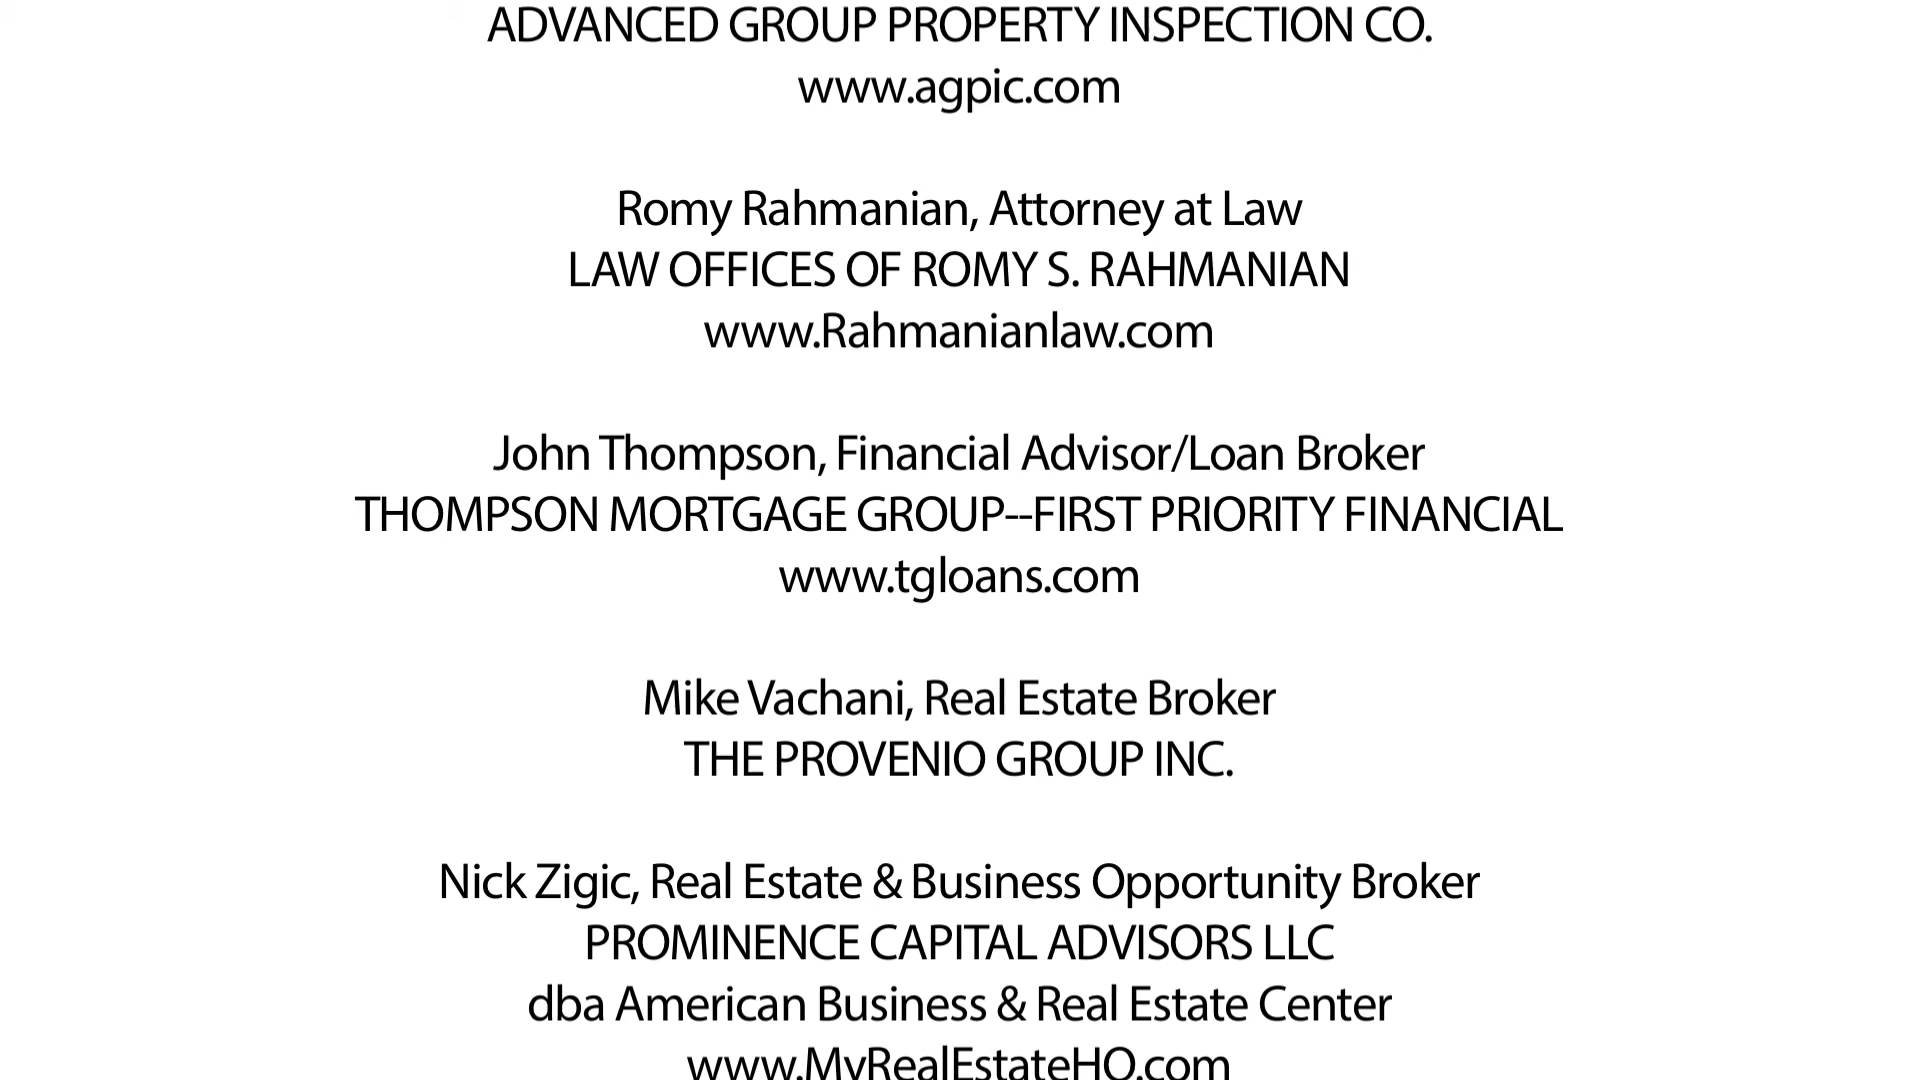 ADVANCED GROUP PROPERTY INSPECTION CO.
www.agpic.com
Romy Rahmanian, Attorney at Law
LAW OFFICES OF ROMY S. RAHMANIAN
www.Rahmanianlaw.com
John Thompson, Financial Advisor/Loan Broker
THOMPSON MORTGAGE GROUP--FIRST PRIORITY FINANCIAL
www.tgloans.com
Mike Vachani, Real Estate Broker
THE PROVENIO GROUP INC.
Nick Zigic, Real Estate & Business Opportunity Broker
PROMINENCE CAPITAL ADVISORS LLC
dba American Business & Real Estate Center
www.MyRealEstateHQ.com